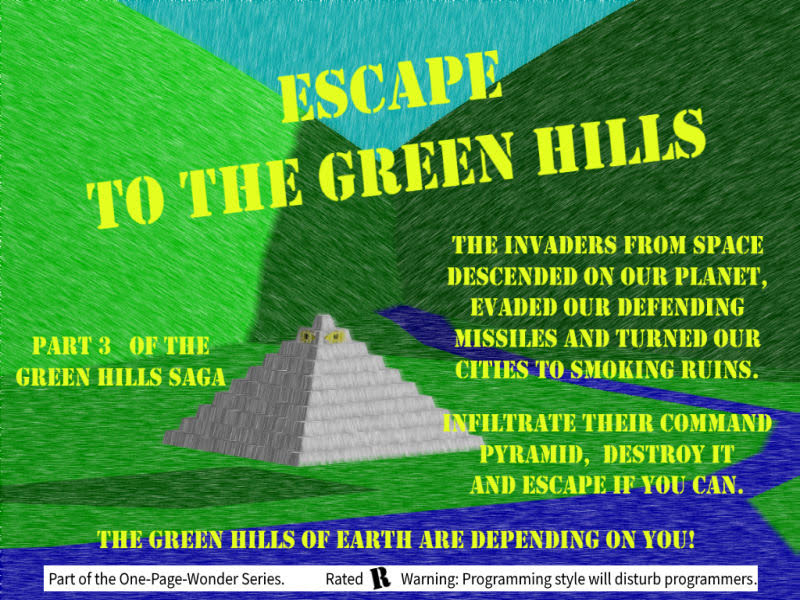 ESCAPE
TO THE GREEN HILLS
THE INVADERS FROM SPACE
DESCENDED ON OUR PLANET,
EVADED OUR DEFENDING
MISSILES AND TURNED OUR
CITIES TO SMOKING RUINS.
PART 3 OF THE
GREEN HILLS SAGA
INFILTRATE THEIR COMMAND
PYRAMID, DESTROY IT
AND ESCAPE IF YOU CAN.
THE GREEN HILLS OF EARTH ARE DEPENDING ON YOU!
Part of the One-Page-Wonder Series. Rated R Warning: Programming style will disturb programmers.